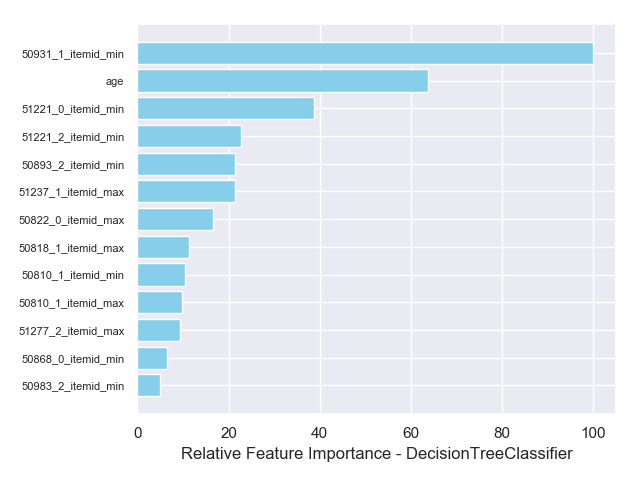 50931_1_itemid_min
age
51221_0_itemid_min
51221_2_itemid_min
50893_2_itemid_min
51237_1_itemid_max
50822_0_itemid_max
50818_1_itemid_max
50810_1_itemid_min
50810_1_itemid_max
51277_2_itemid_max
50868_0_itemid_min
50983_2_itemid_min
0 20 40 60 80 100
Relative Feature Importance - DecisionTreeClassifier